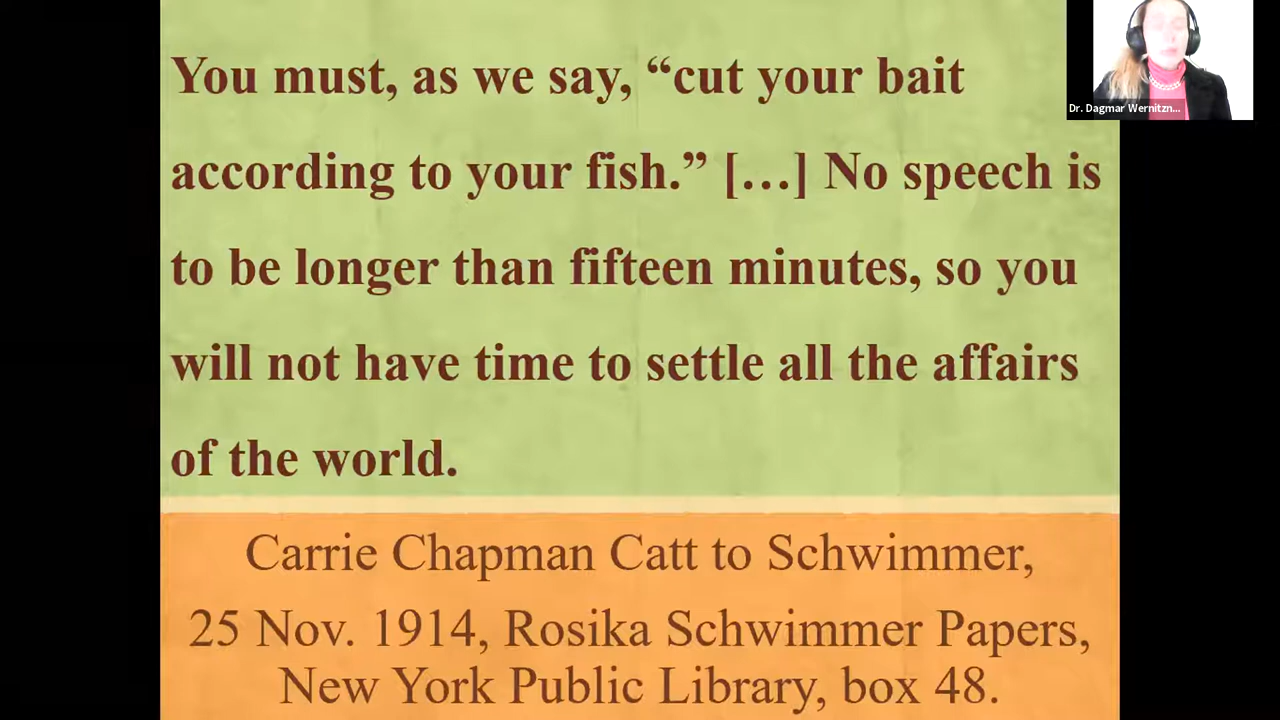 You must, as we say, “cut your bait
according to your fish.” […] No speech is
to be longer than fifteen minutes, so you
will not have time to settle all the affairs
of the world.
Carrie Chapman Catt to Schwimmer,
25 Nov. 1914, Rosika Schwimmer Papers,
New York Public Library, box 48.
Dr. Dagmar Wernitzn...